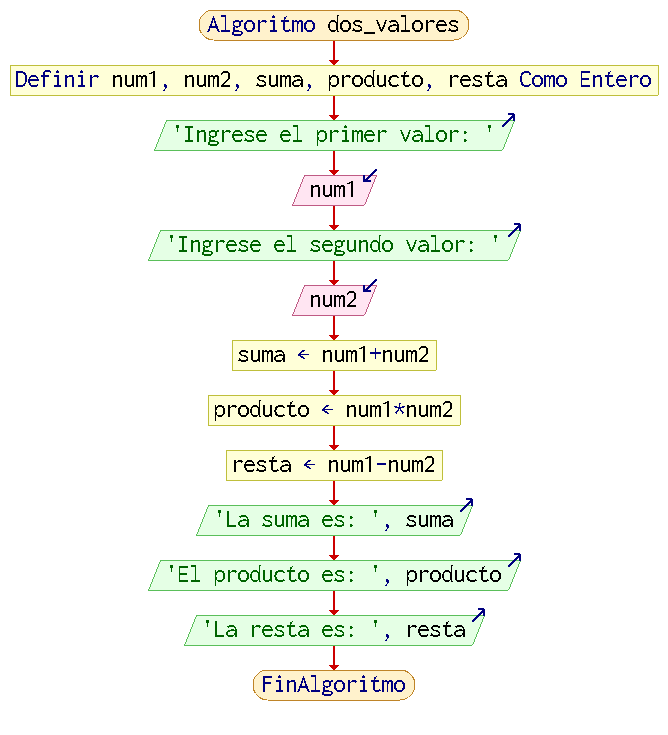 Algoritmo dos_valores
Definir num1, num2, suma, producto, resta Como Entero
'Ingrese el primer valor: '
num1
'Ingrese el segundo valor: '
num2
suma ← num1+num2
producto ← num1*num2
resta ← num1-num2
'La suma es: ', suma
'El producto es: ', producto
'La resta es: ', resta
FinAlgoritmo